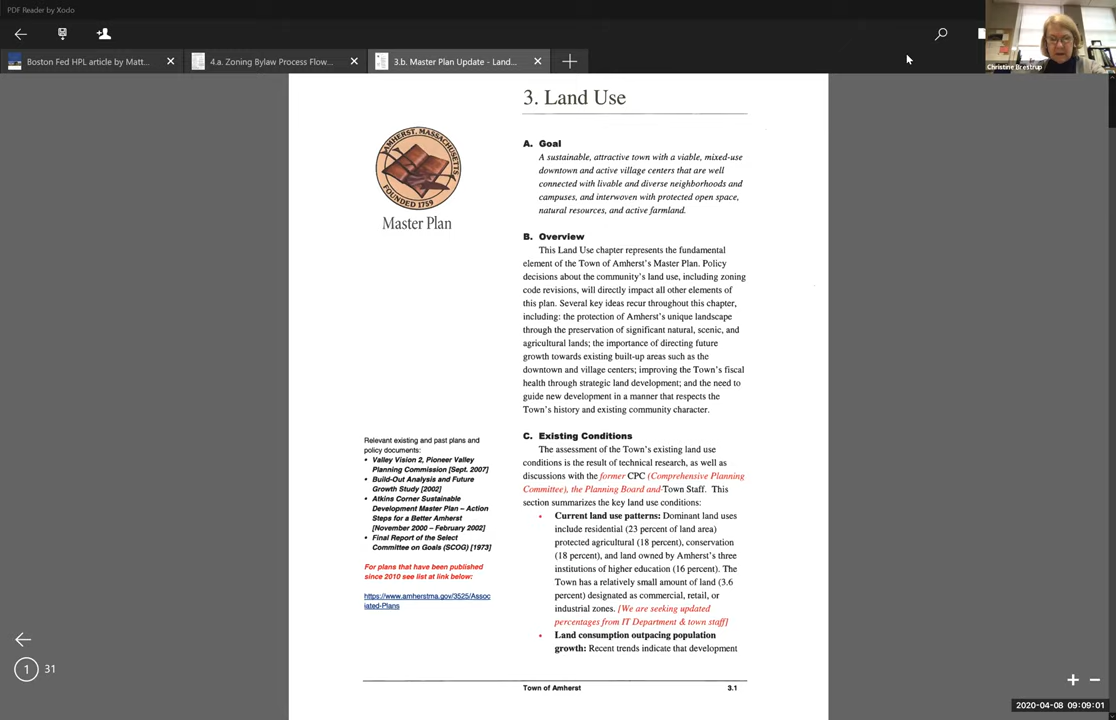 PDF Reader by Xodo
Boston Fed HPL article by Matt...
4.a. Zoning Bylaw Process Flow...
3.b. Master Plan Update - Land...
Christine Brestrup
3. Land Use
AMHERST, MASSACHUSETTS
FOUNDED 1759
Master Plan
A. Goal
A sustainable, attractive town with a viable, mixed-use
downtown and active village centers that are well
connected with livable and diverse neighborhoods and
campuses, and interwoven with protected open space,
natural resources, and active farmland.
B. Overview
This Land Use chapter represents the fundamental
element of the Town of Amherst's Master Plan. Policy
decisions about the community's land use, including zoning
code revisions, will directly impact all other elements of
this plan. Several key ideas recur throughout this chapter,
including: the protection of Amherst's unique landscape
through the preservation of significant natural, scenic, and
agricultural lands; the importance of directing future
growth towards existing built-up areas such as the
downtown and village centers; improving the Town's fiscal
health through strategic land development; and the need to
guide new development in a manner that respects the
Town's history and existing community character.
Relevant existing and past plans and
policy documents:
• Valley Vision 2, Pioneer Valley
Planning Commission [Sept. 2007]
• Build-Out Analysis and Future
Growth Study [2002]
• Atkins Corner Sustainable
Development Master Plan – Action
Steps for a Better Amherst
[November 2000 – February 2002]
• Final Report of the Select
Committee on Goals (SCOG) [1973]
For plans that have been published
since 2010 see list at link below:
https://www.amherstma.gov/3525/Assoc
iated-Plans
C. Existing Conditions
The assessment of the Town's existing land use
conditions is the result of technical research, as well as
discussions with the former CPC (Comprehensive Planning
Committee), the Planning Board and Town Staff. This
section summarizes the key land use conditions:
• Current land use patterns: Dominant land uses
include residential (23 percent of land area)
protected agricultural (18 percent), conservation
(18 percent), and land owned by Amherst's three
institutions of higher education (16 percent). The
Town has a relatively small amount of land (3.6
percent) designated as commercial, retail, or
industrial zones. [We are seeking updated
percentages from IT Department & town staff]
• Land consumption outpacing population
growth: Recent trends indicate that development
Town of Amherst 3.1
1 31
2020-04-08 09:09:01